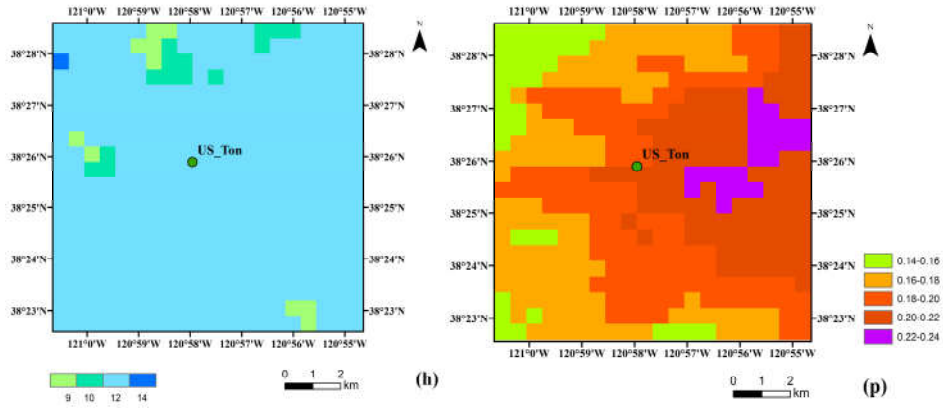 121°0'W 120°59'W 120°58'W 120°57'W 120°56'W 120°55'W
121°0'W 120°59'W 120°58'W 120°57'W 120°56'W 120°55'W
N
N
38°28'N 38°28'N 38°28'N 38°28'N
38°27'N 38°27'N 38°27'N 38°27'N
US_Ton
US_Ton
38°26'N 38°26'N 38°26'N 38°26'N
38°25'N 38°25'N 38°25'N 38°25'N
38°24'N 38°24'N 38°24'N 38°24'N
38°23'N 38°23'N 38°23'N 38°23'N
121°0'W 120°59'W 120°58'W 120°57'W 120°56'W 120°55'W
121°0'W 120°59'W 120°58'W 120°57'W 120°56'W 120°55'W
0.14-0.16
0.16-0.18
0.18-0.20
0.20-0.22
0.22-0.24
9 10 12 14
0 1 2
km
(h)
0 1 2
km
(p)